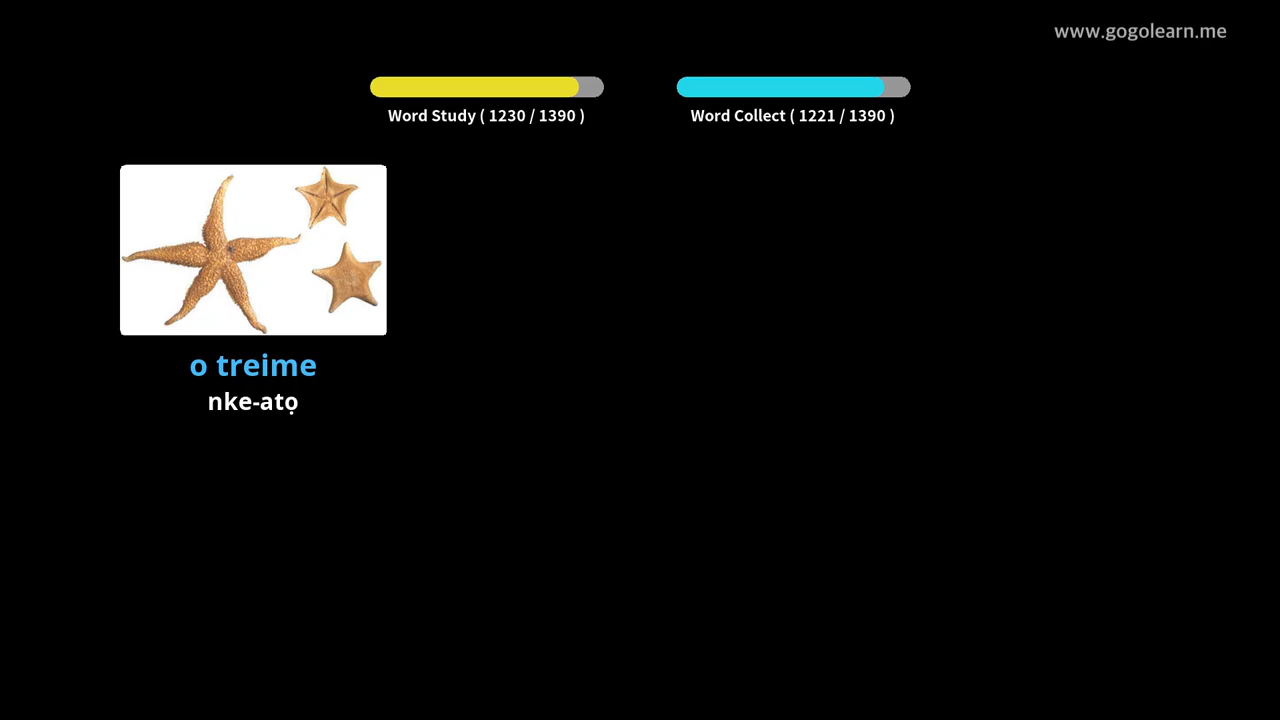 www.gogolearn.me
Word Study ( 1230 / 1390 )
Word Collect ( 1221 / 1390 )
o treime
nke-atọ